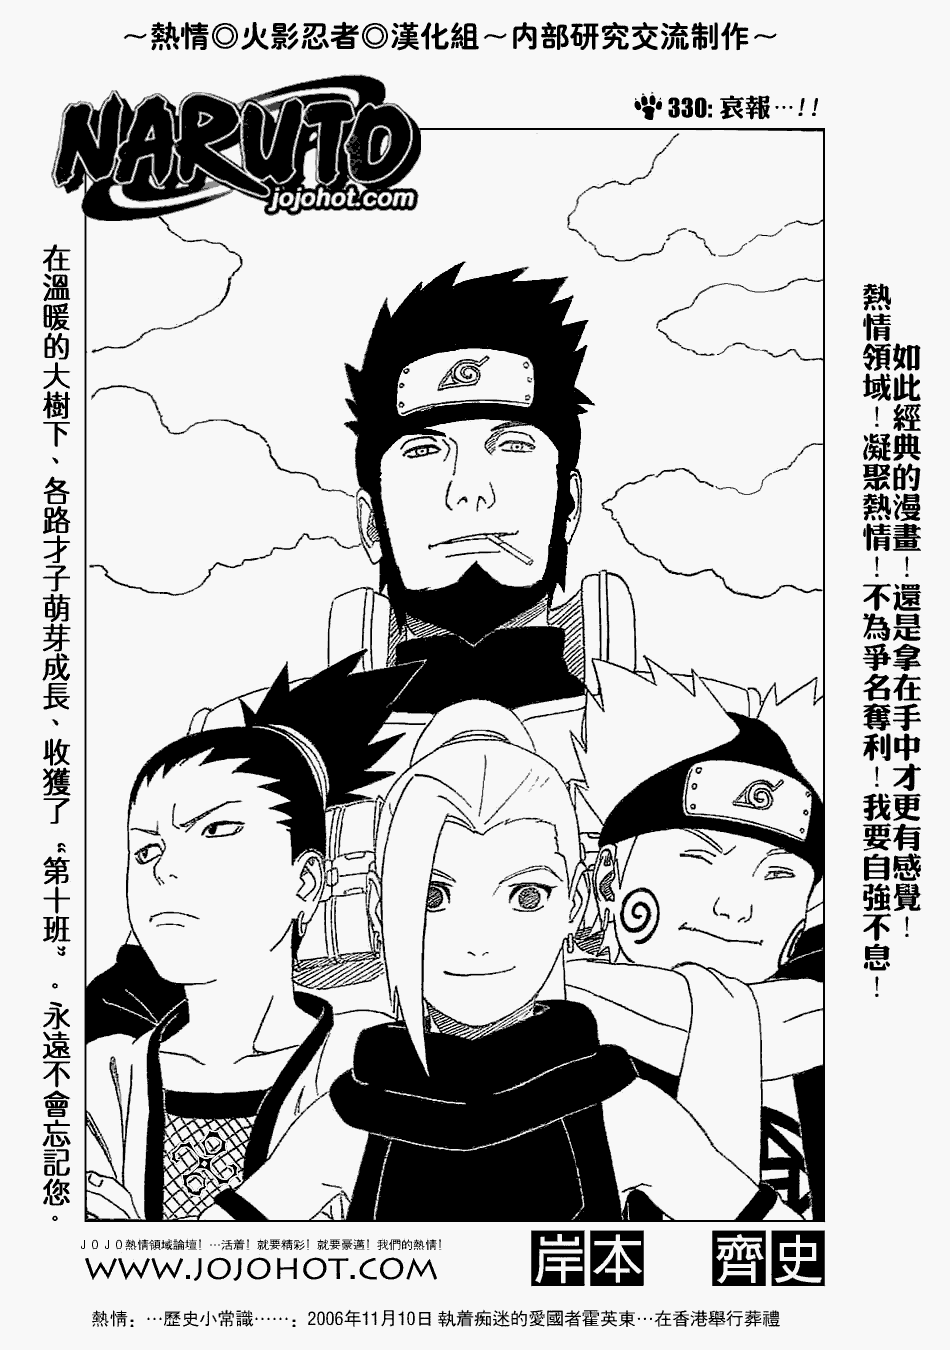 ～熱情◎火影忍者◎漢化組～内部研究交流制作～
NARUTO
jojohot.com
330: 哀報…!!
如此經典的漫畫！還是拿在手中才更有感覺！
熱情領域！凝聚熱情！不為爭名奪利！我要自強不息！
在溫暖的大樹下、各路才子萌芽成長、收獲了“第十班”。永遠不會忘記您。
JOJO熱情領域論壇！…活着！就要精彩！就要豪邁！我們的熱情！
WWW.JOJOHOT.COM
岸本 齊史
熱情：…歷史小常識……：2006年11月10日 執着痴迷的愛國者霍英東…在香港舉行葬禮